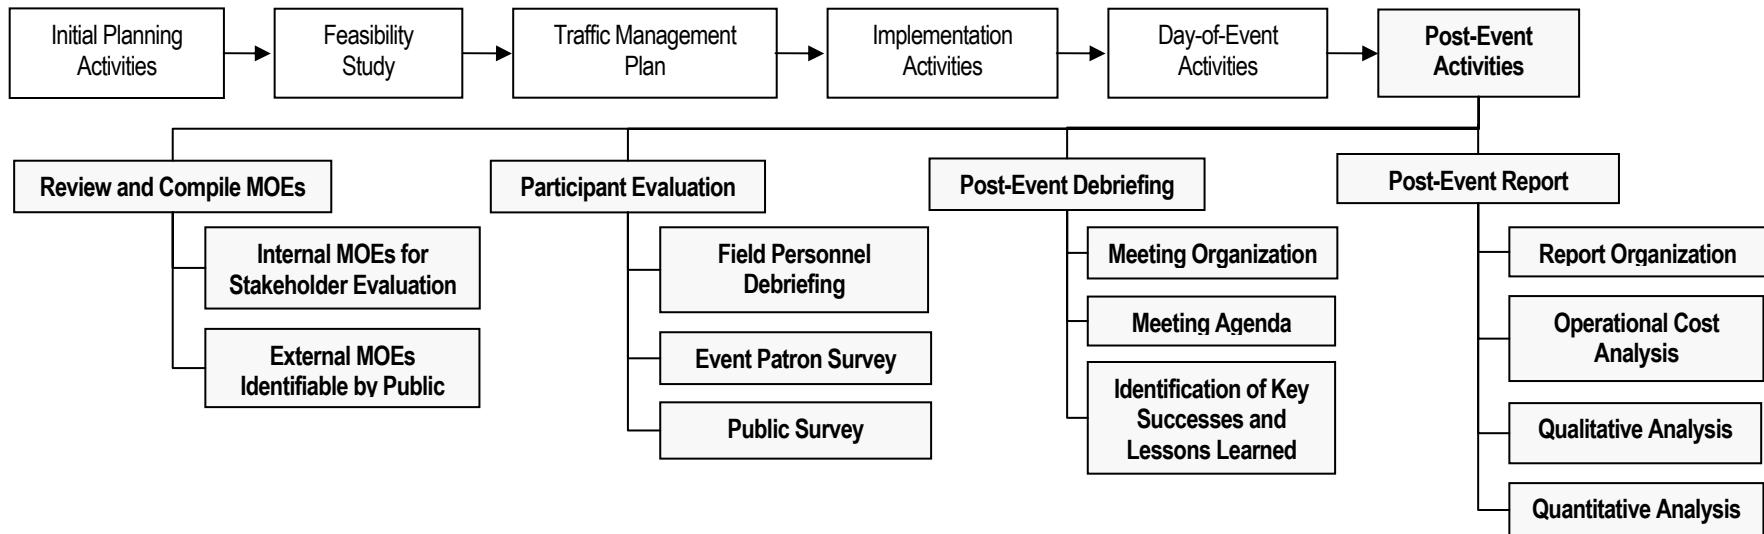 Initial Planning
Activities
Feasibility
Study
Traffic Management
Plan
Implementation
Activities
Day-of-Event
Activities
Post-Event
Activities
Review and Compile MOEs
Internal MOEs for
Stakeholder Evaluation
External MOEs
Identifiable by Public
Participant Evaluation
Field Personnel
Debriefing
Event Patron Survey
Public Survey
Post-Event Debriefing
Meeting Organization
Meeting Agenda
Identification of Key
Successes and
Lessons Learned
Post-Event Report
Report Organization
Operational Cost
Analysis
Qualitative Analysis
Quantitative Analysis